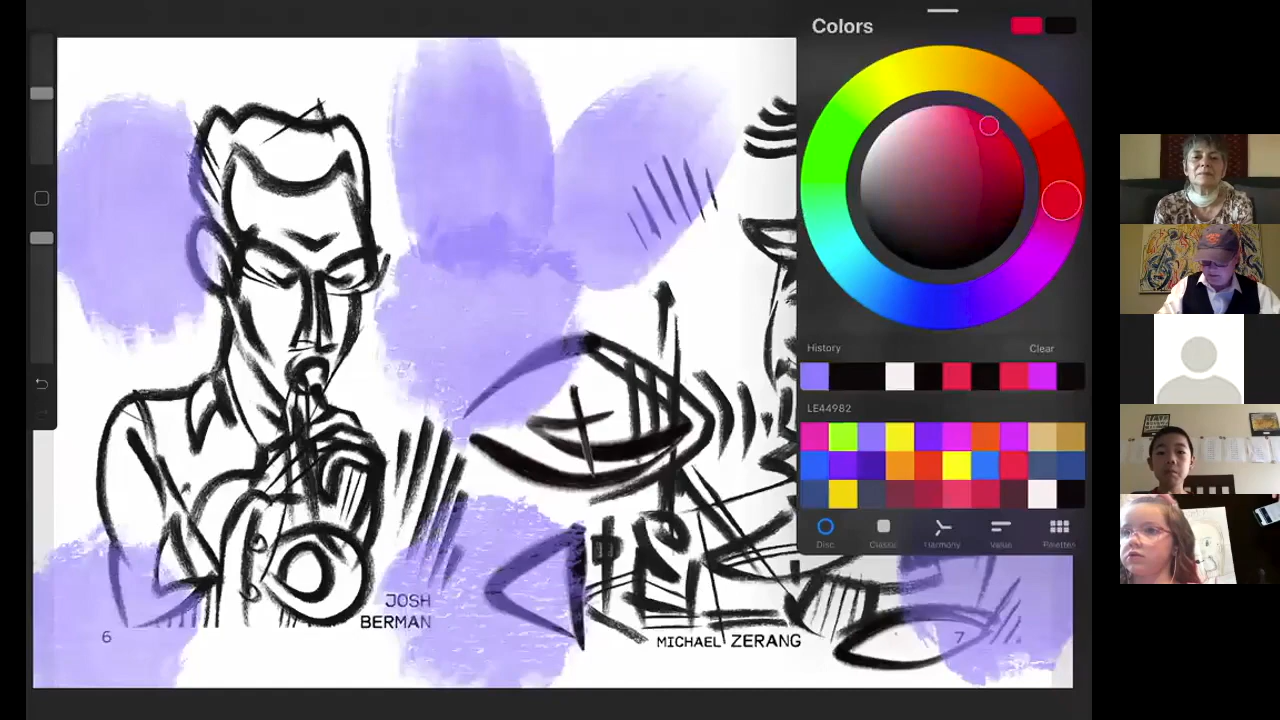 Colors
History
Clear
LE44982
Disc
Classic
Harmony
Value
Palettes
JOSH
BERMAN
6
MICHAEL ZERANG
7